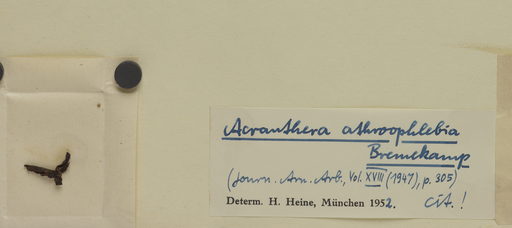 Acranthera athroophlebia
Bremekamp
(Journ. Arn. Arb., Vol. XVIII (1947), p. 305)
Determ. H. Heine, München 1952. cit.!